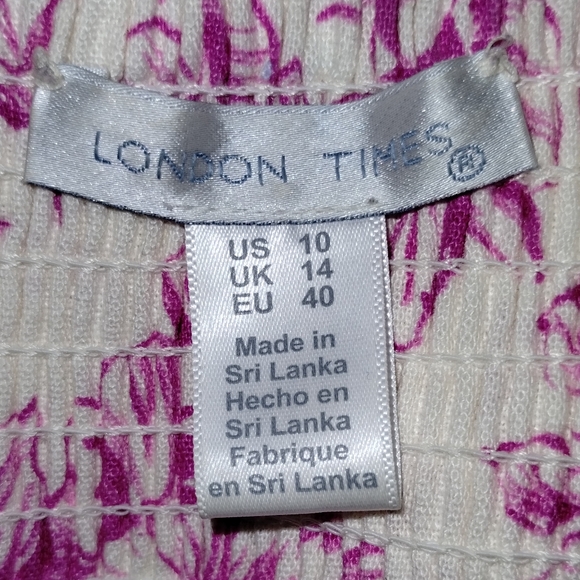 LONDON TIMES®
US 10
UK 14
EU 40
Made in
Sri Lanka
Hecho en
Sri Lanka
Fabrique
en Sri Lanka